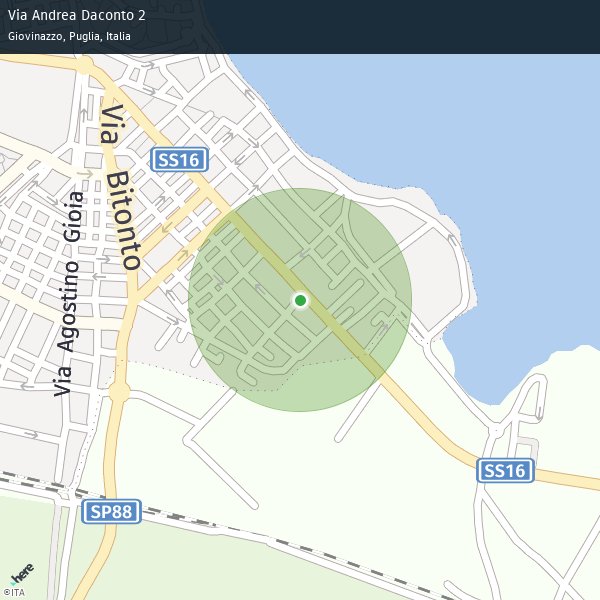 Via Andrea Daconto 2
Giovinazzo, Puglia, Italia
SS16
Via Bitonto
Via Agostino Gioia
SS16
SP88
here
©ITA